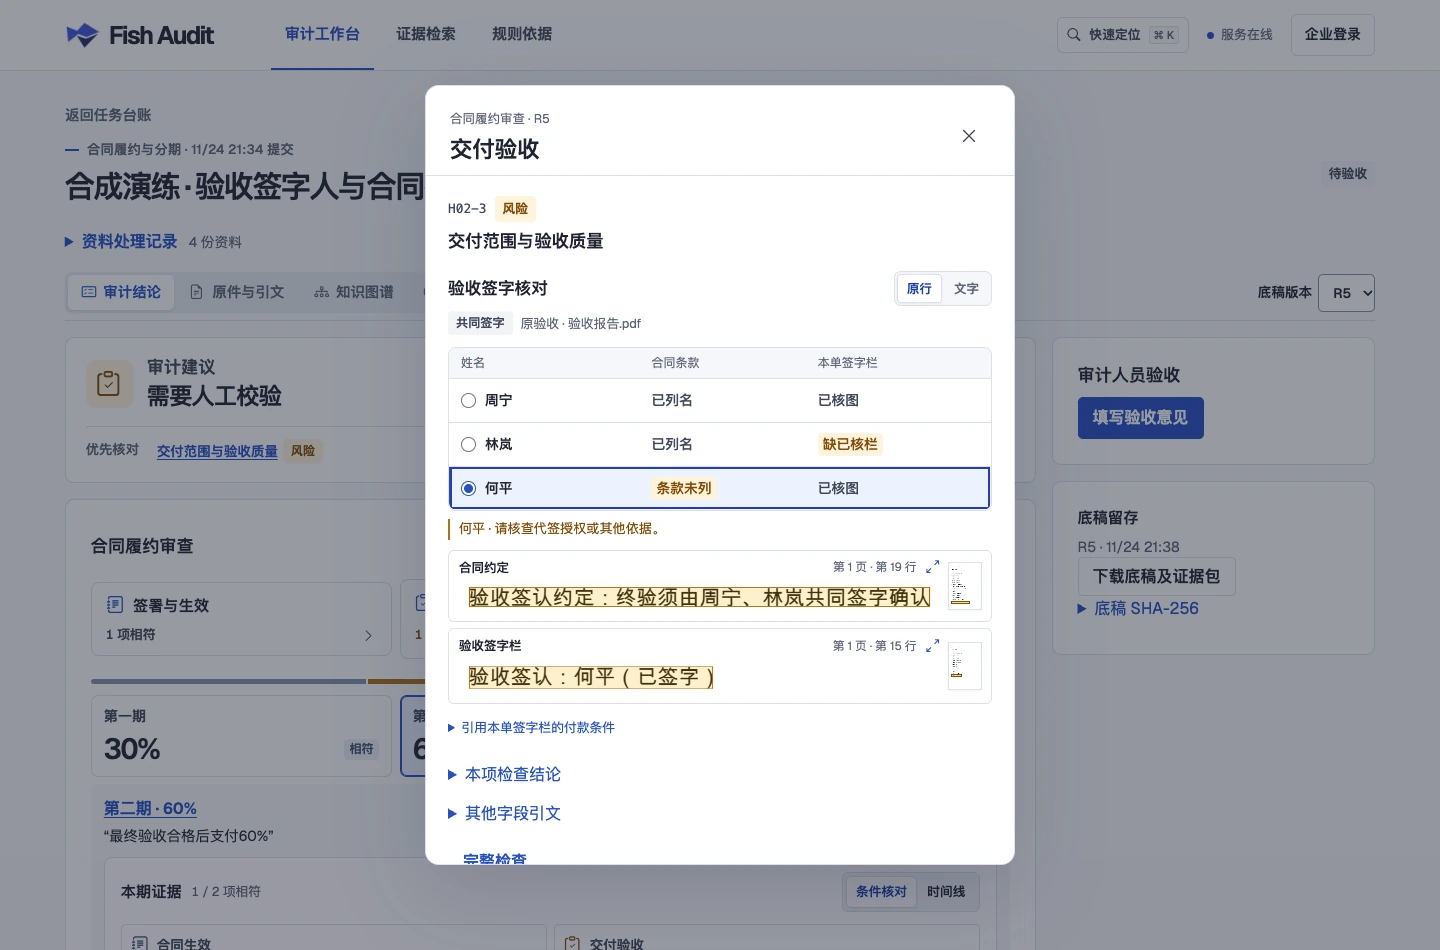 Fish Audit
审计工作台
证据检索
规则依据
快速定位 ⌘ K
服务在线
企业登录
返回任务台账
合同履约与分期 · 11/24 21:34 提交
合成演练 · 验收签字人与合同
待验收
资料处理记录 4 份资料
审计结论
原件与引文
知识图谱
底稿版本 R5
审计建议
需要人工校验
优先核对 交付范围与验收质量 风险
合同履约审查
签署与生效
1 项相符
1
第一期
30%
相符
第
6
第二期 · 60%
“最终验收合格后支付60%”
本期证据 1 / 2 项相符
条件核对 时间线
合同生效
交付验收
审计人员验收
填写验收意见
底稿留存
R5 · 11/24 21:38
下载底稿及证据包
底稿 SHA-256
合同履约审查 · R5
交付验收
H02-3 风险
交付范围与验收质量
验收签字核对
原行 文字
共同签字 原验收 · 验收报告.pdf
姓名 合同条款 本单签字栏
周宁 已列名 已核图
林岚 已列名 缺已核栏
何平 条款未列 已核图
何平 · 请核查代签授权或其他依据。
合同约定 第 1 页 · 第 19 行
验收签认约定：终验须由周宁、林岚共同签字确认
验收签字栏 第 1 页 · 第 15 行
验收签认：何平（已签字）
引用本单签字栏的付款条件
本项检查结论
其他字段引文
完整检查